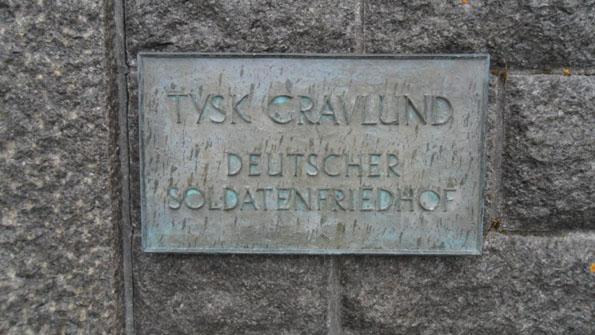 TYSK GRAVLUND
DEUTSCHER
SOLDATENFRIEDHOF